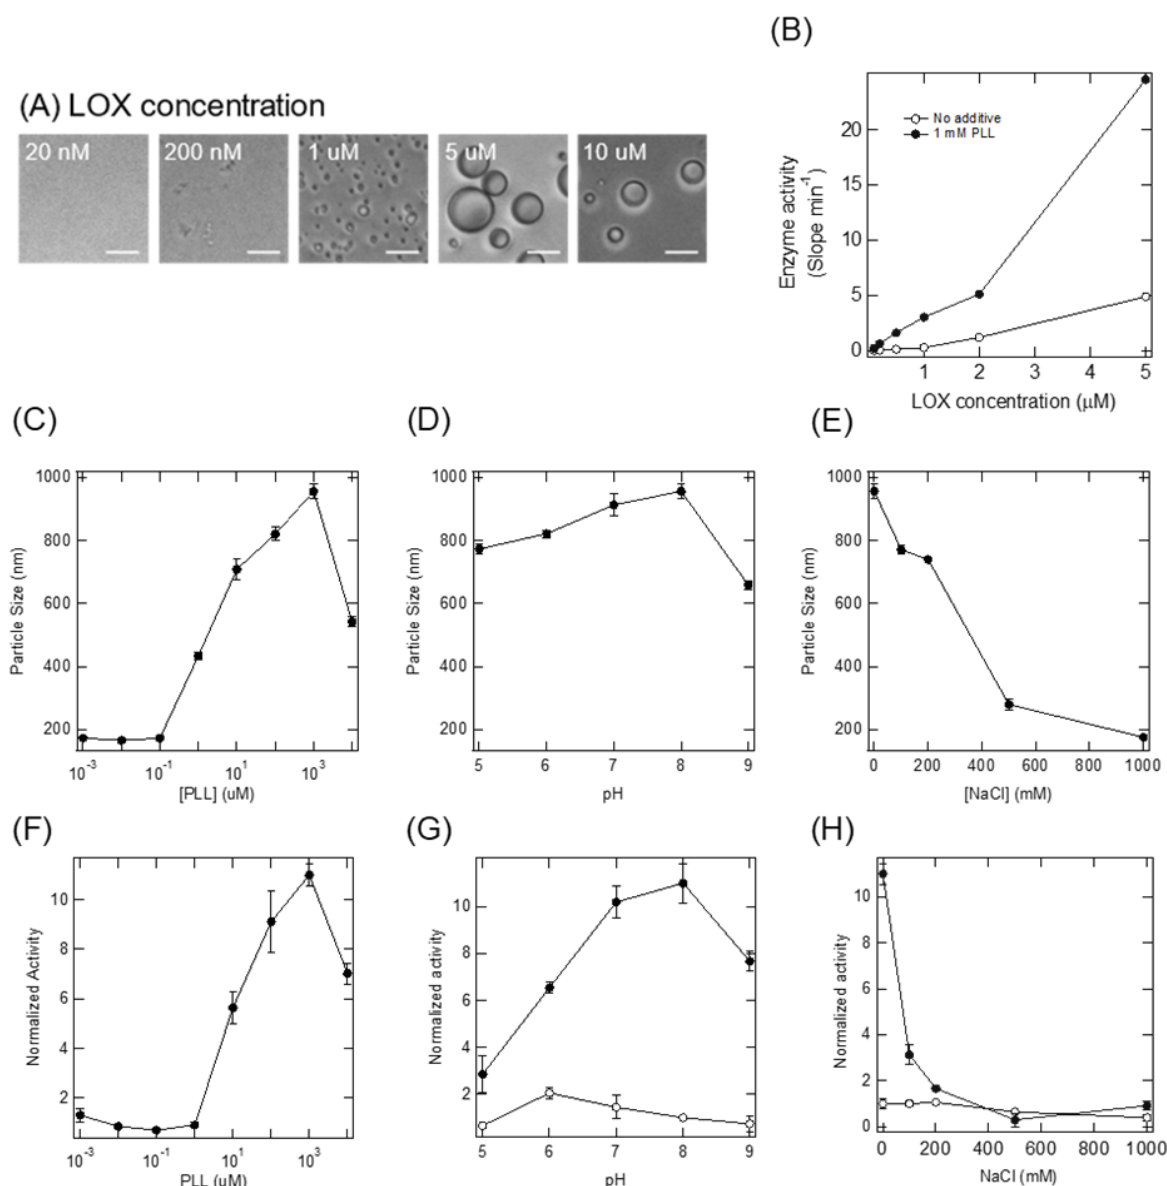 (A) LOX concentration
20 nM
200 nM
1 uM
5 uM
10 uM
(B)
No additive
1 mM PLL
Enzyme activity
(Slope min⁻¹)
20
15
10
5
0
1
2
3
4
5
LOX concentration (μM)
(C)
1000
800
600
400
200
Particle Size (nm)
10⁻³
10⁻¹
10¹
10³
[PLL] (uM)
(D)
1000
800
600
400
200
Particle Size (nm)
5
6
7
8
9
pH
(E)
1000
800
600
400
200
Particle Size (nm)
0
200
400
600
800
1000
[NaCl] (mM)
(F)
10
8
6
4
2
Normalized Activity
10⁻³
10⁻¹
10¹
10³
PLL (uM)
(G)
10
8
6
4
2
Normalized activity
5
6
7
8
9
pH
(H)
10
8
6
4
2
0
Normalized activity
0
200
400
600
800
1000
NaCl (mM)